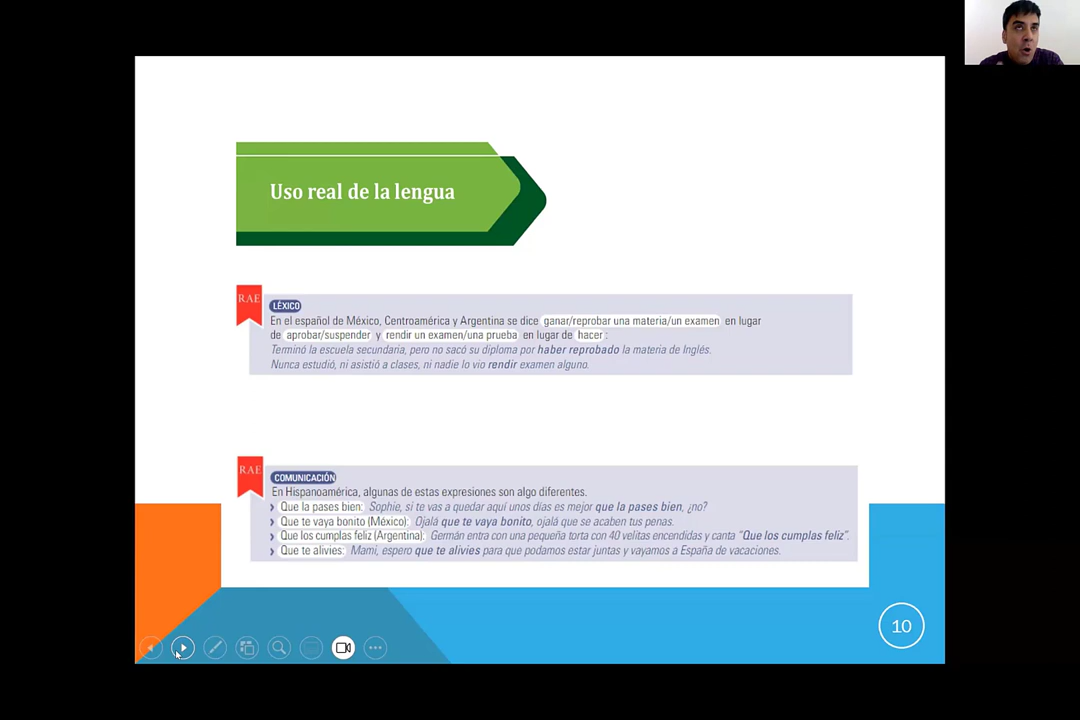 Uso real de la lengua
RAE
LÉXICO
En el español de México, Centroamérica y Argentina se dice ganar/reprobar una materia/un examen en lugar
de aprobar/suspender y rendir un examen/una prueba en lugar de hacer:
Terminó la escuela secundaria, pero no sacó su diploma por haber reprobado la materia de Inglés.
Nunca estudió, ni asistió a clases, ni nadie lo vio rendir examen alguno.
RAE
COMUNICACIÓN
En Hispanoamérica, algunas de estas expresiones son algo diferentes.
› Que la pases bien: Sophie, si te vas a quedar aquí unos días es mejor que la pases bien, ¿no?
› Que te vaya bonito (México): Ojalá que te vaya bonito, ojalá que se acaben tus penas.
› Que los cumplas feliz (Argentina): Germán entra con una pequeña torta con 40 velitas encendidas y canta "Que los cumplas feliz".
› Que te alivies: Mami, espero que te alivies para que podamos estar juntas y vayamos a España de vacaciones.
10